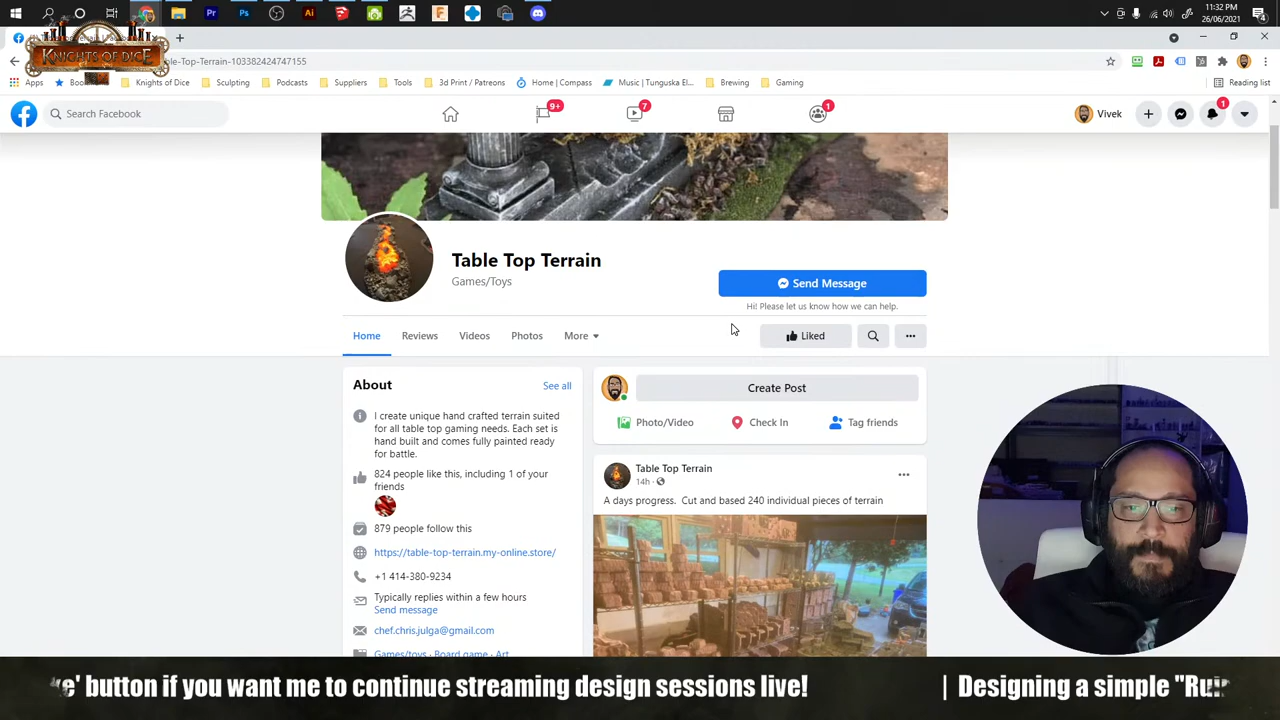 11:32 PM
26/06/2021
KNIGHTS OF DICE
ble-Top-Terrain-103382424747155
Apps
Book
Knights of Dice
Sculpting
Podcasts
Suppliers
Tools
3d Print / Patreons
Home | Compass
Music | Tunguska El...
Brewing
Gaming
Reading list
Search Facebook
9+
7
1
Vivek
1
Table Top Terrain
Games/Toys
Send Message
Hi! Please let us know how we can help.
Home
Reviews
Videos
Photos
More
Liked
About
See all
I create unique hand crafted terrain suited
for all table top gaming needs. Each set is
hand built and comes fully painted ready
for battle.
824 people like this, including 1 of your
friends
879 people follow this
https://table-top-terrain.my-online.store/
+1 414-380-9234
Typically replies within a few hours
Send message
chef.chris.julga@gmail.com
Games/toys · Board game · Art
Create Post
Photo/Video
Check In
Tag friends
Table Top Terrain
14h
A days progress. Cut and based 240 individual pieces of terrain
e' button if you want me to continue streaming design sessions live! | Designing a simple "Ru